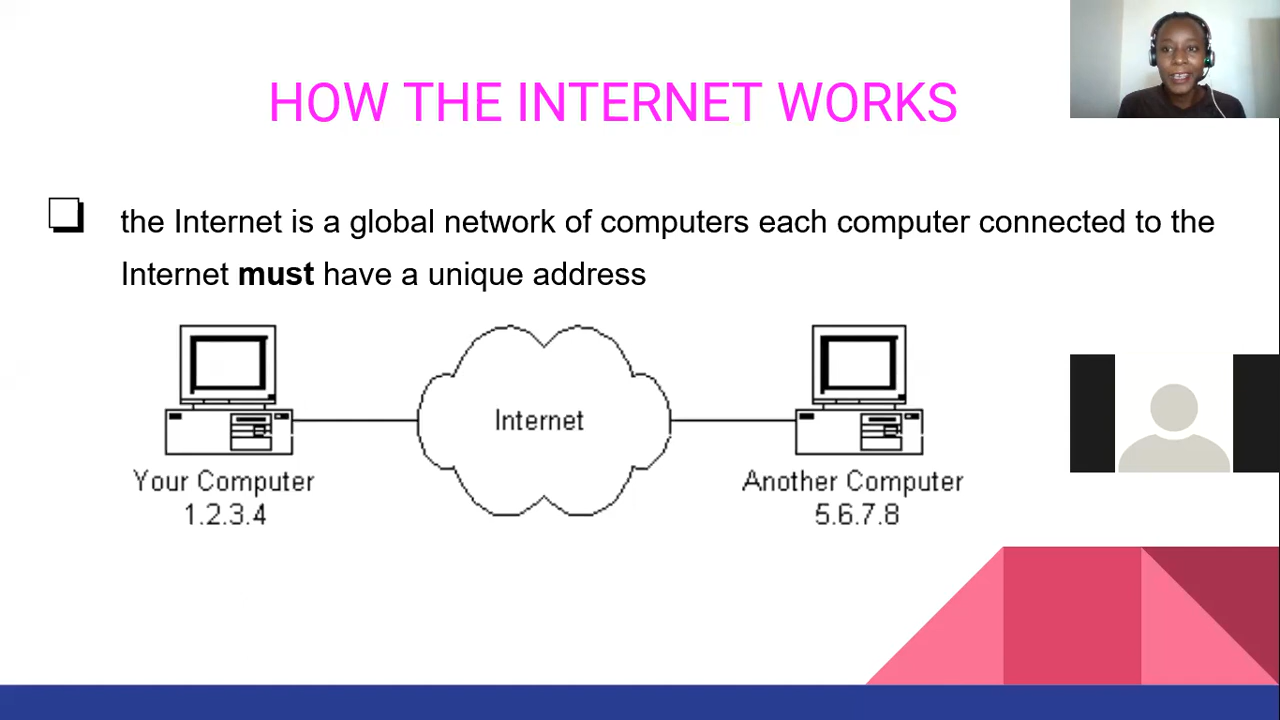 HOW THE INTERNET WORKS
the Internet is a global network of computers each computer connected to the
Internet must have a unique address
Internet
Your Computer
1.2.3.4
Another Computer
5.6.7.8